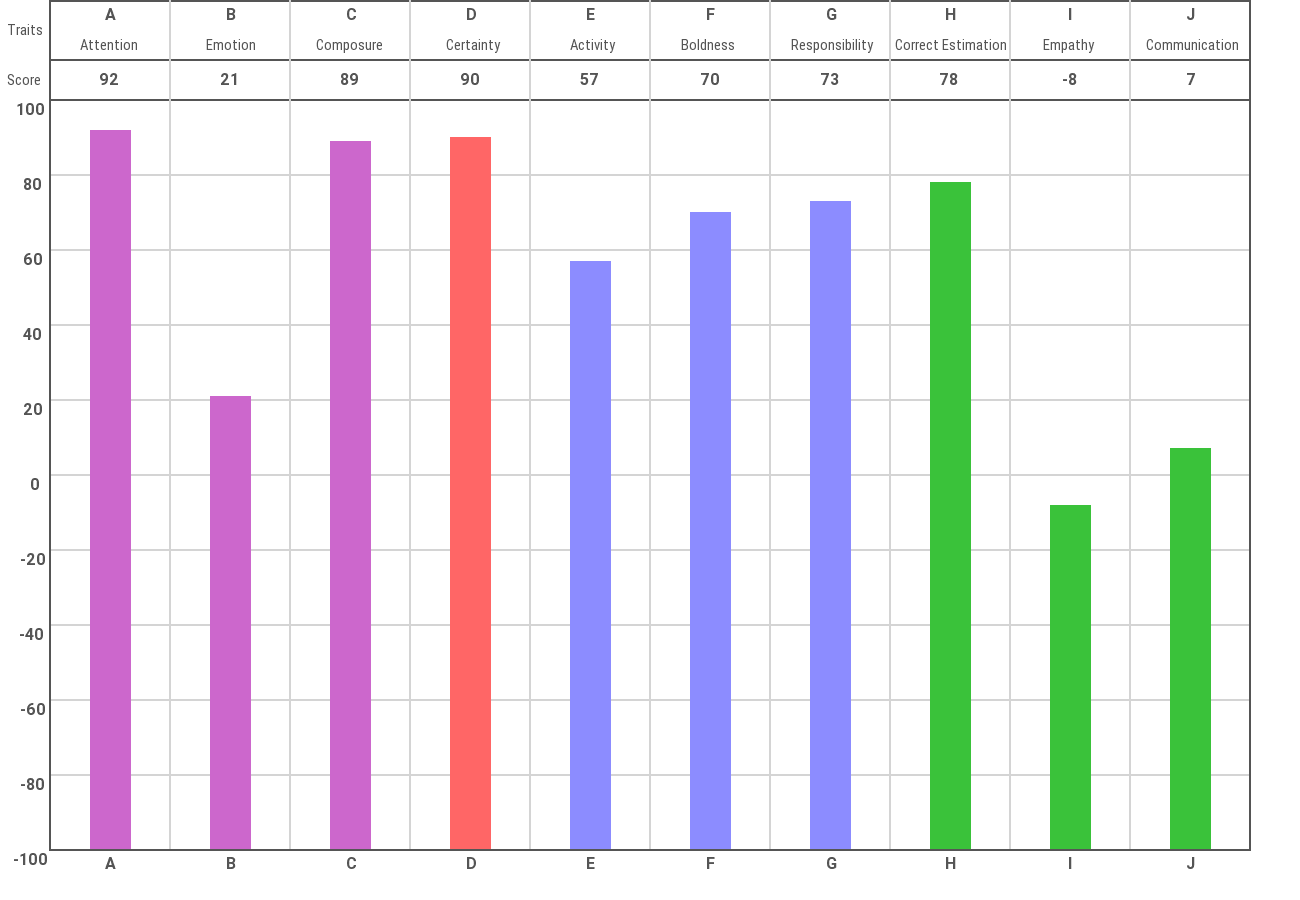 Traits
A B C D E F G H I J
Attention Emotion Composure Certainty Activity Boldness Responsibility Correct Estimation Empathy Communication
Score 92 21 89 90 57 70 73 78 -8 7
100
80
60
40
20
0
-20
-40
-60
-80
-100
A B C D E F G H I J